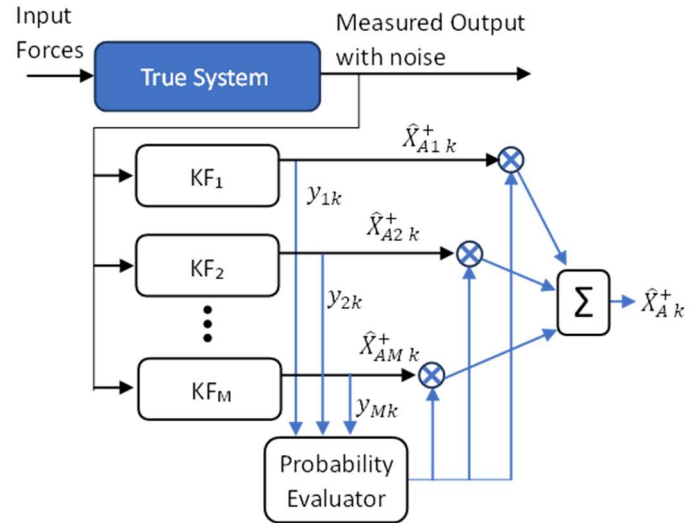 Input
Forces
Measured Output
with noise
True System
KF₁
X̂⁺A1 k
y1k
KF₂
X̂⁺A2 k
y2k
Σ
X̂⁺A k
KFM
X̂⁺AM k
yMk
Probability
Evaluator